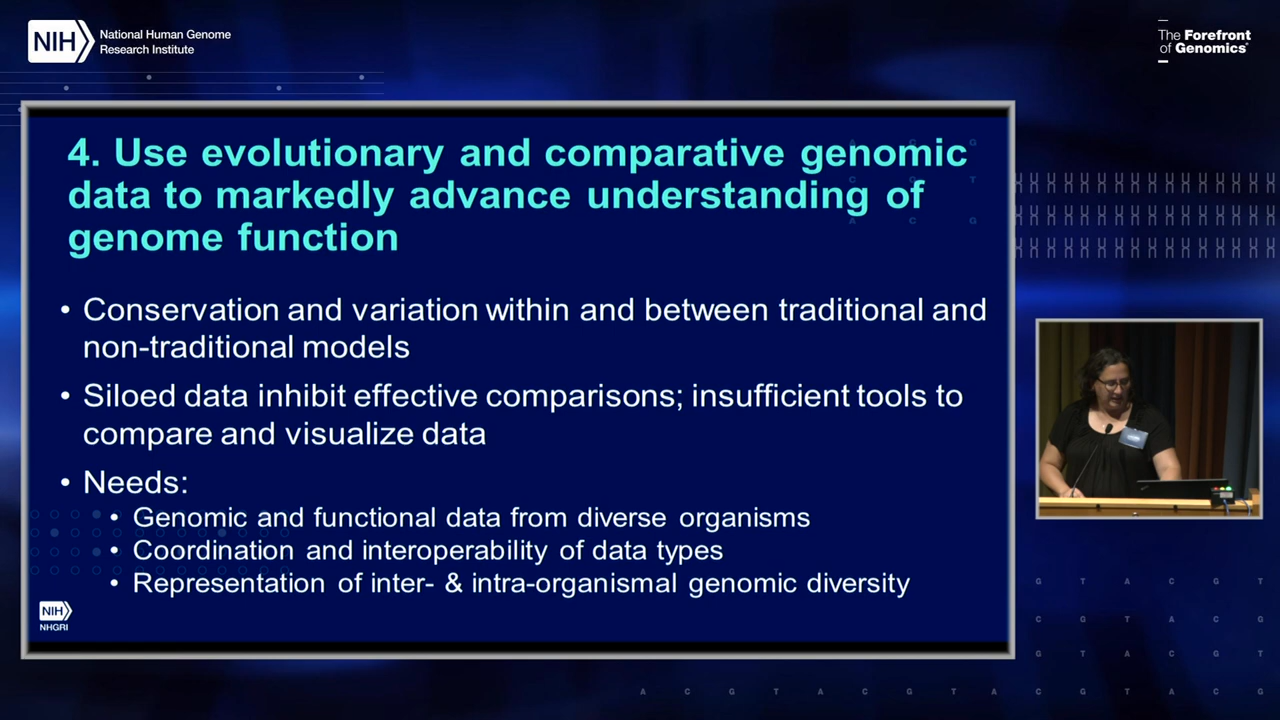 NIH
National Human Genome
Research Institute
The Forefront
of Genomics®
4. Use evolutionary and comparative genomic
data to markedly advance understanding of
genome function
• Conservation and variation within and between traditional and
non-traditional models
• Siloed data inhibit effective comparisons; insufficient tools to
compare and visualize data
• Needs:
• Genomic and functional data from diverse organisms
• Coordination and interoperability of data types
• Representation of inter- & intra-organismal genomic diversity
NIH
NHGRI
G T A C G T
C G T A C G
G T A C G T
A C G T A C G T A C G T A C G